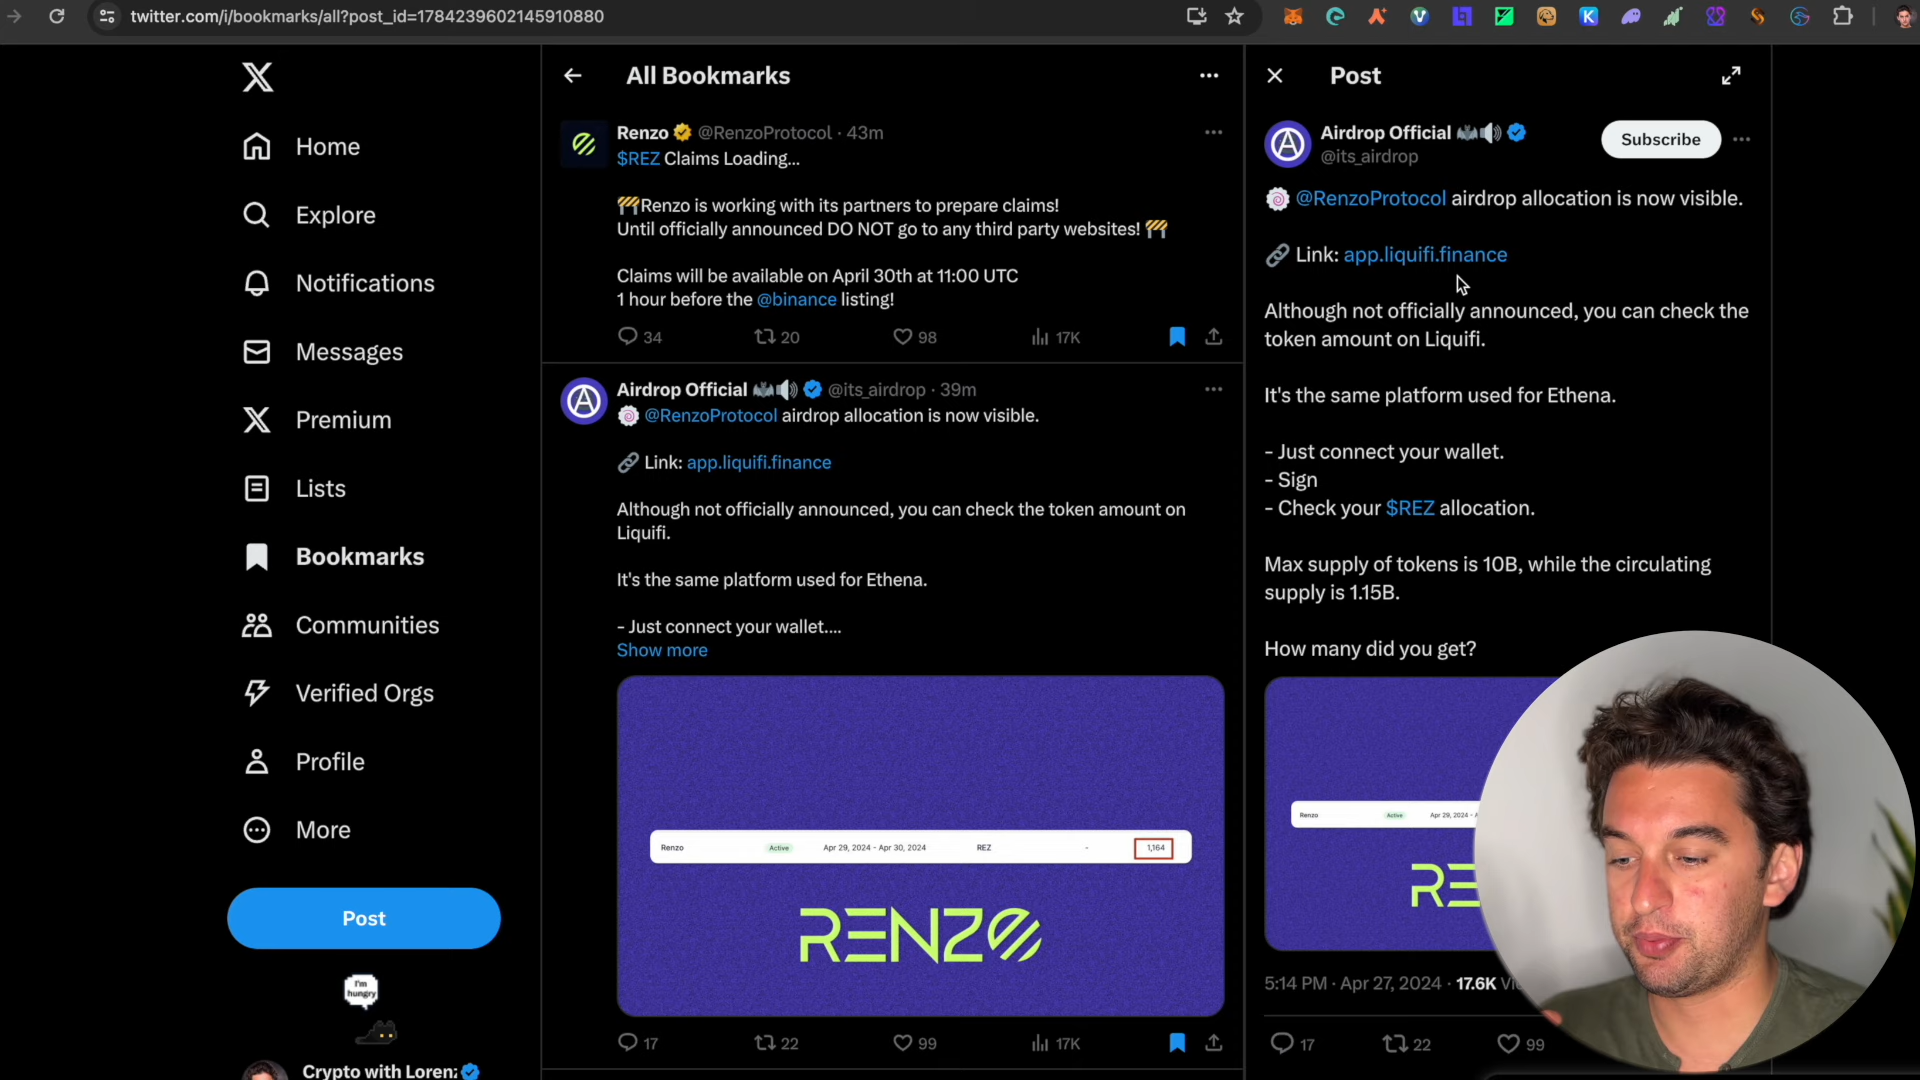 twitter.com/i/bookmarks/all?post_id=1784239602145910880
Home
Explore
Notifications
Messages
Premium
Lists
Bookmarks
Communities
Verified Orgs
Profile
More
Post
I'm
hungry
Crypto with Loren
All Bookmarks
Renzo @RenzoProtocol · 43m
$REZ Claims Loading...
🚧Renzo is working with its partners to prepare claims!
Until officially announced DO NOT go to any third party websites! 🚧
Claims will be available on April 30th at 11:00 UTC
1 hour before the @binance listing!
34 20 98 17K
Airdrop Official 🦇🔊 @its_airdrop · 39m
🍥 @RenzoProtocol airdrop allocation is now visible.
🔗 Link: app.liquifi.finance
Although not officially announced, you can check the token amount on
Liquifi.
It's the same platform used for Ethena.
- Just connect your wallet....
Show more
Renzo Active Apr 29, 2024 - Apr 30, 2024 REZ - 1,164
RENZO
17 22 99 17K
Post
Airdrop Official 🦇🔊
@its_airdrop
Subscribe
🍥 @RenzoProtocol airdrop allocation is now visible.
🔗 Link: app.liquifi.finance
Although not officially announced, you can check the
token amount on Liquifi.
It's the same platform used for Ethena.
- Just connect your wallet.
- Sign
- Check your $REZ allocation.
Max supply of tokens is 10B, while the circulating
supply is 1.15B.
How many did you get?
Renzo Active Apr 29, 2024 -
RE
5:14 PM · Apr 27, 2024 · 17.6K
17 22 99